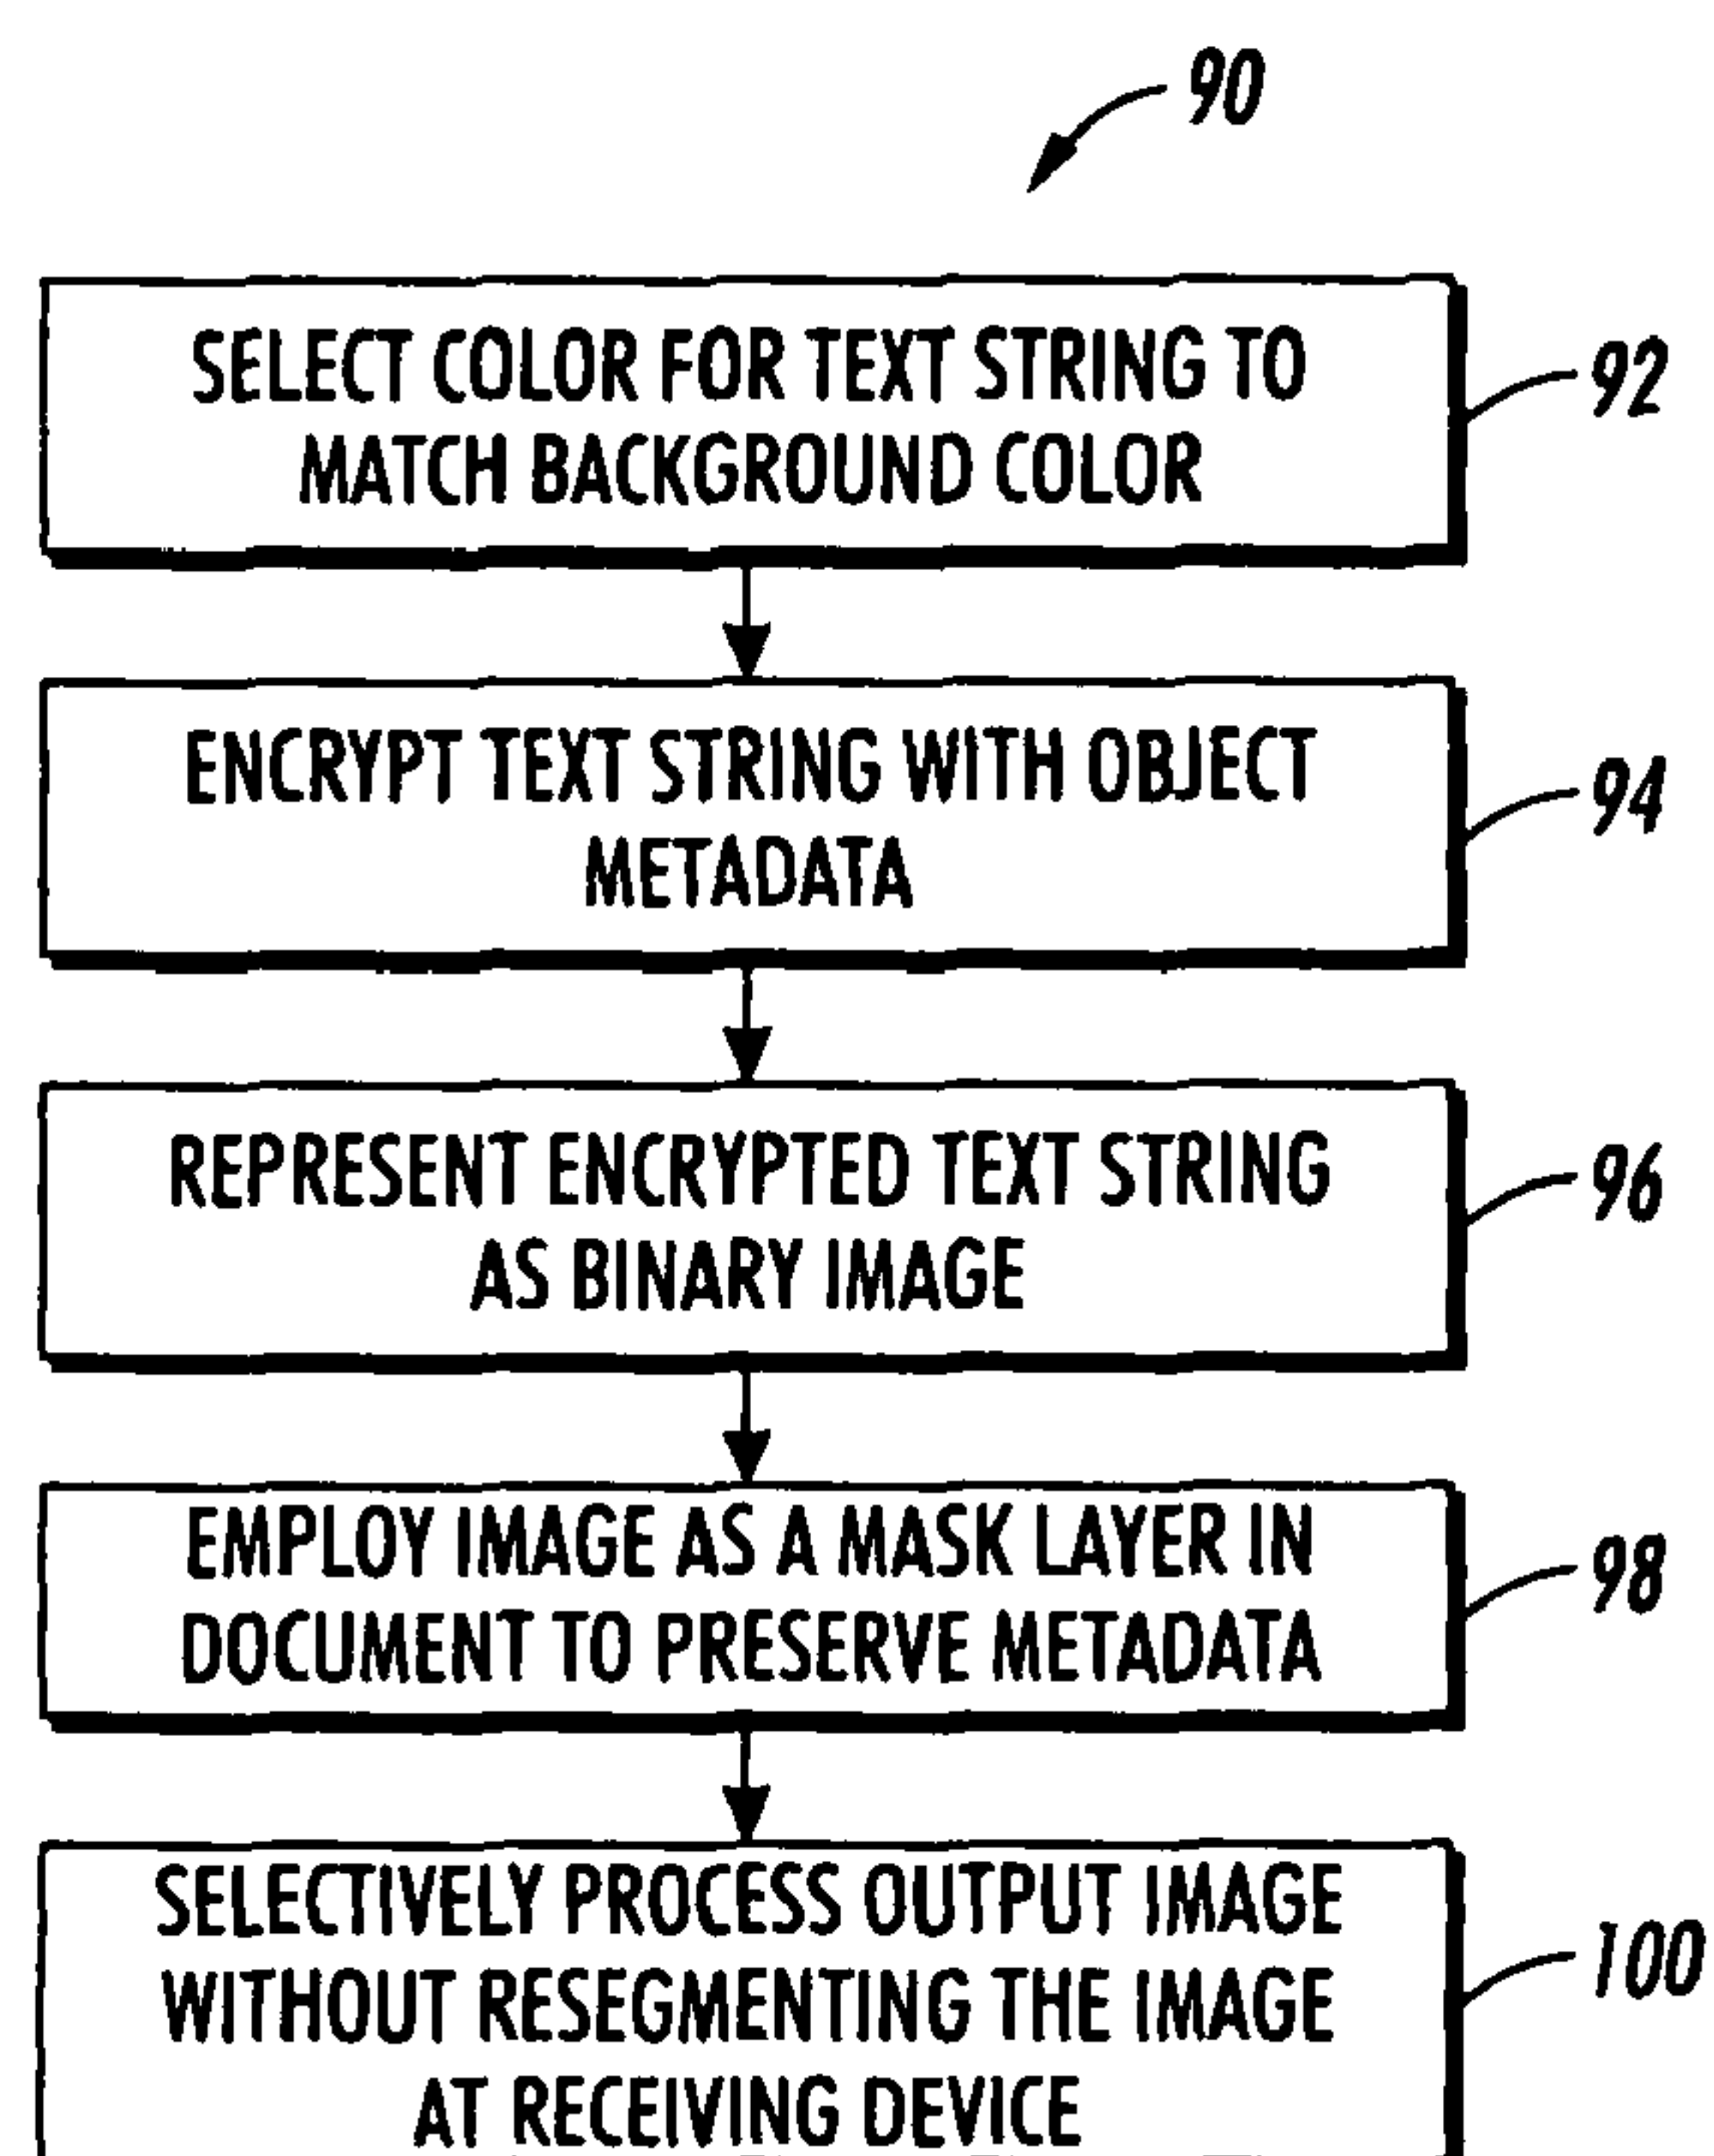 90
SELECT COLOR FOR TEXT STRING TO
MATCH BACKGROUND COLOR
92
ENCRYPT TEXT STRING WITH OBJECT
METADATA
94
REPRESENT ENCRYPTED TEXT STRING
AS BINARY IMAGE
96
EMPLOY IMAGE AS A MASK LAYER IN
DOCUMENT TO PRESERVE METADATA
98
SELECTIVELY PROCESS OUTPUT IMAGE
WITHOUT RESEGMENTING THE IMAGE
AT RECEIVING DEVICE
100